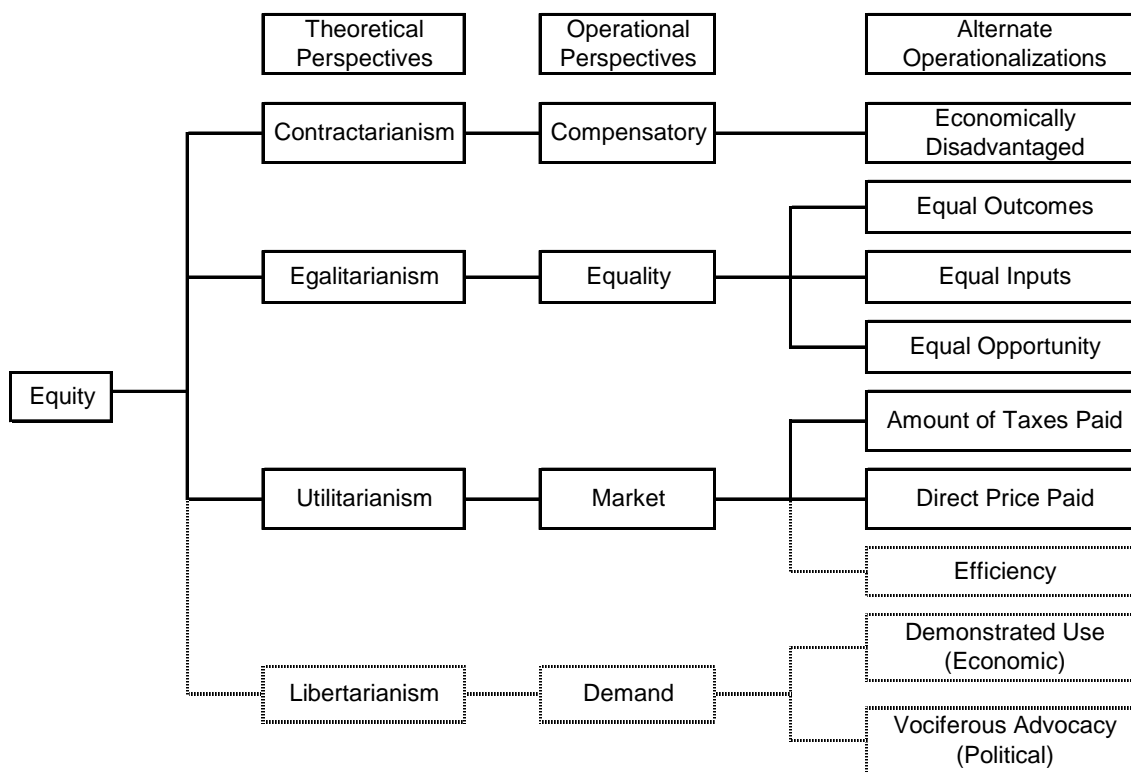 Theoretical
Perspectives
Operational
Perspectives
Alternate
Operationalizations
Contractarianism
Compensatory
Economically
Disadvantaged
Equal Outcomes
Egalitarianism
Equality
Equal Inputs
Equal Opportunity
Equity
Amount of Taxes Paid
Utilitarianism
Market
Direct Price Paid
Efficiency
Demonstrated Use
(Economic)
Libertarianism
Demand
Vociferous Advocacy
(Political)